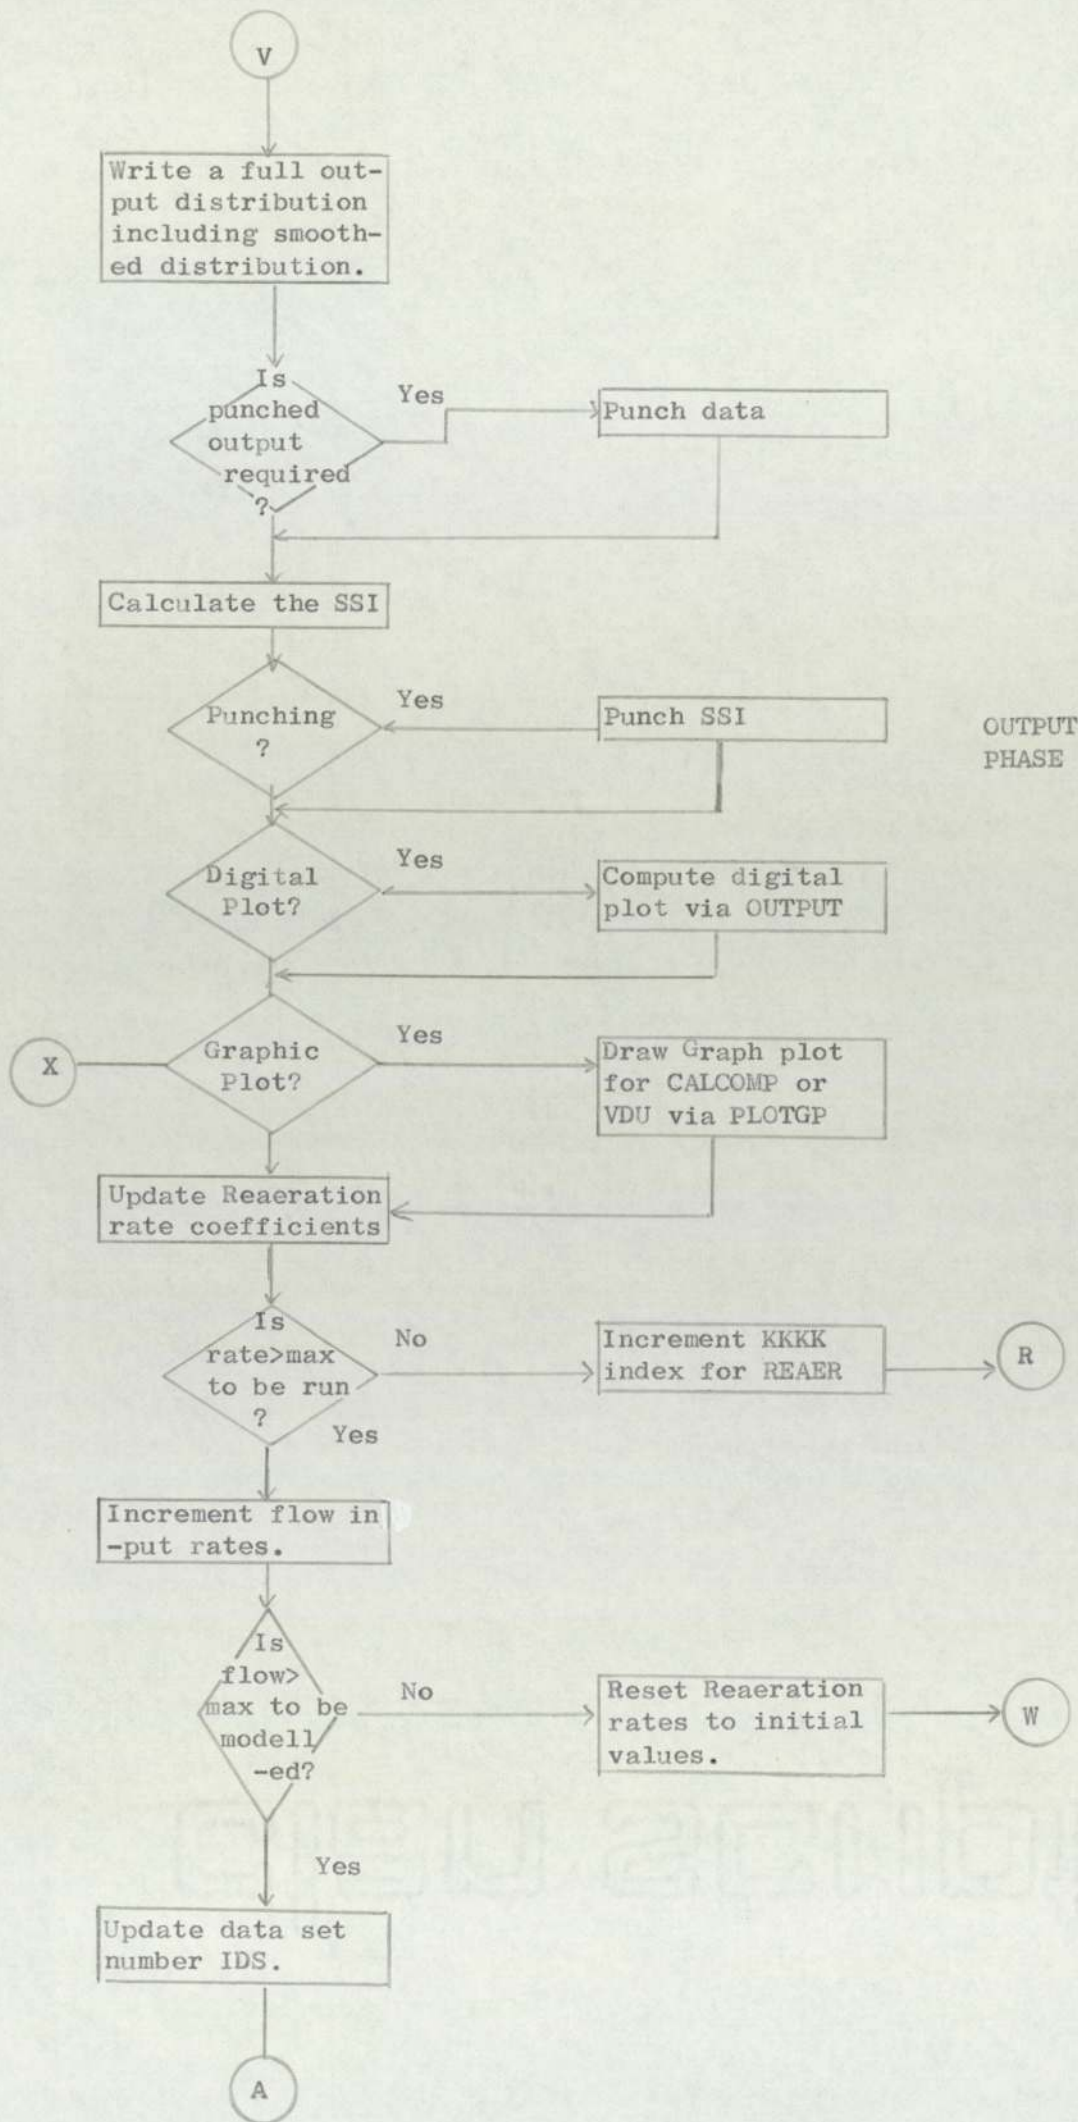 V
Write a full out-
put distribution
including smooth-
ed distribution.
Is
punched
output
required
?
Yes
Punch data
Calculate the SSI
Punching
?
Yes
Punch SSI
OUTPUT
PHASE
Digital
Plot?
Yes
Compute digital
plot via OUTPUT
X
Graphic
Plot?
Yes
Draw Graph plot
for CALCOMP or
VDU via PLOTGP
Update Reaeration
rate coefficients
Is
rate>max
to be run
?
No
Increment KKKK
index for REAER
R
Yes
Increment flow in
-put rates.
Is
flow>
max to be
modell
-ed?
No
Reset Reaeration
rates to initial
values.
W
Yes
Update data set
number IDS.
A